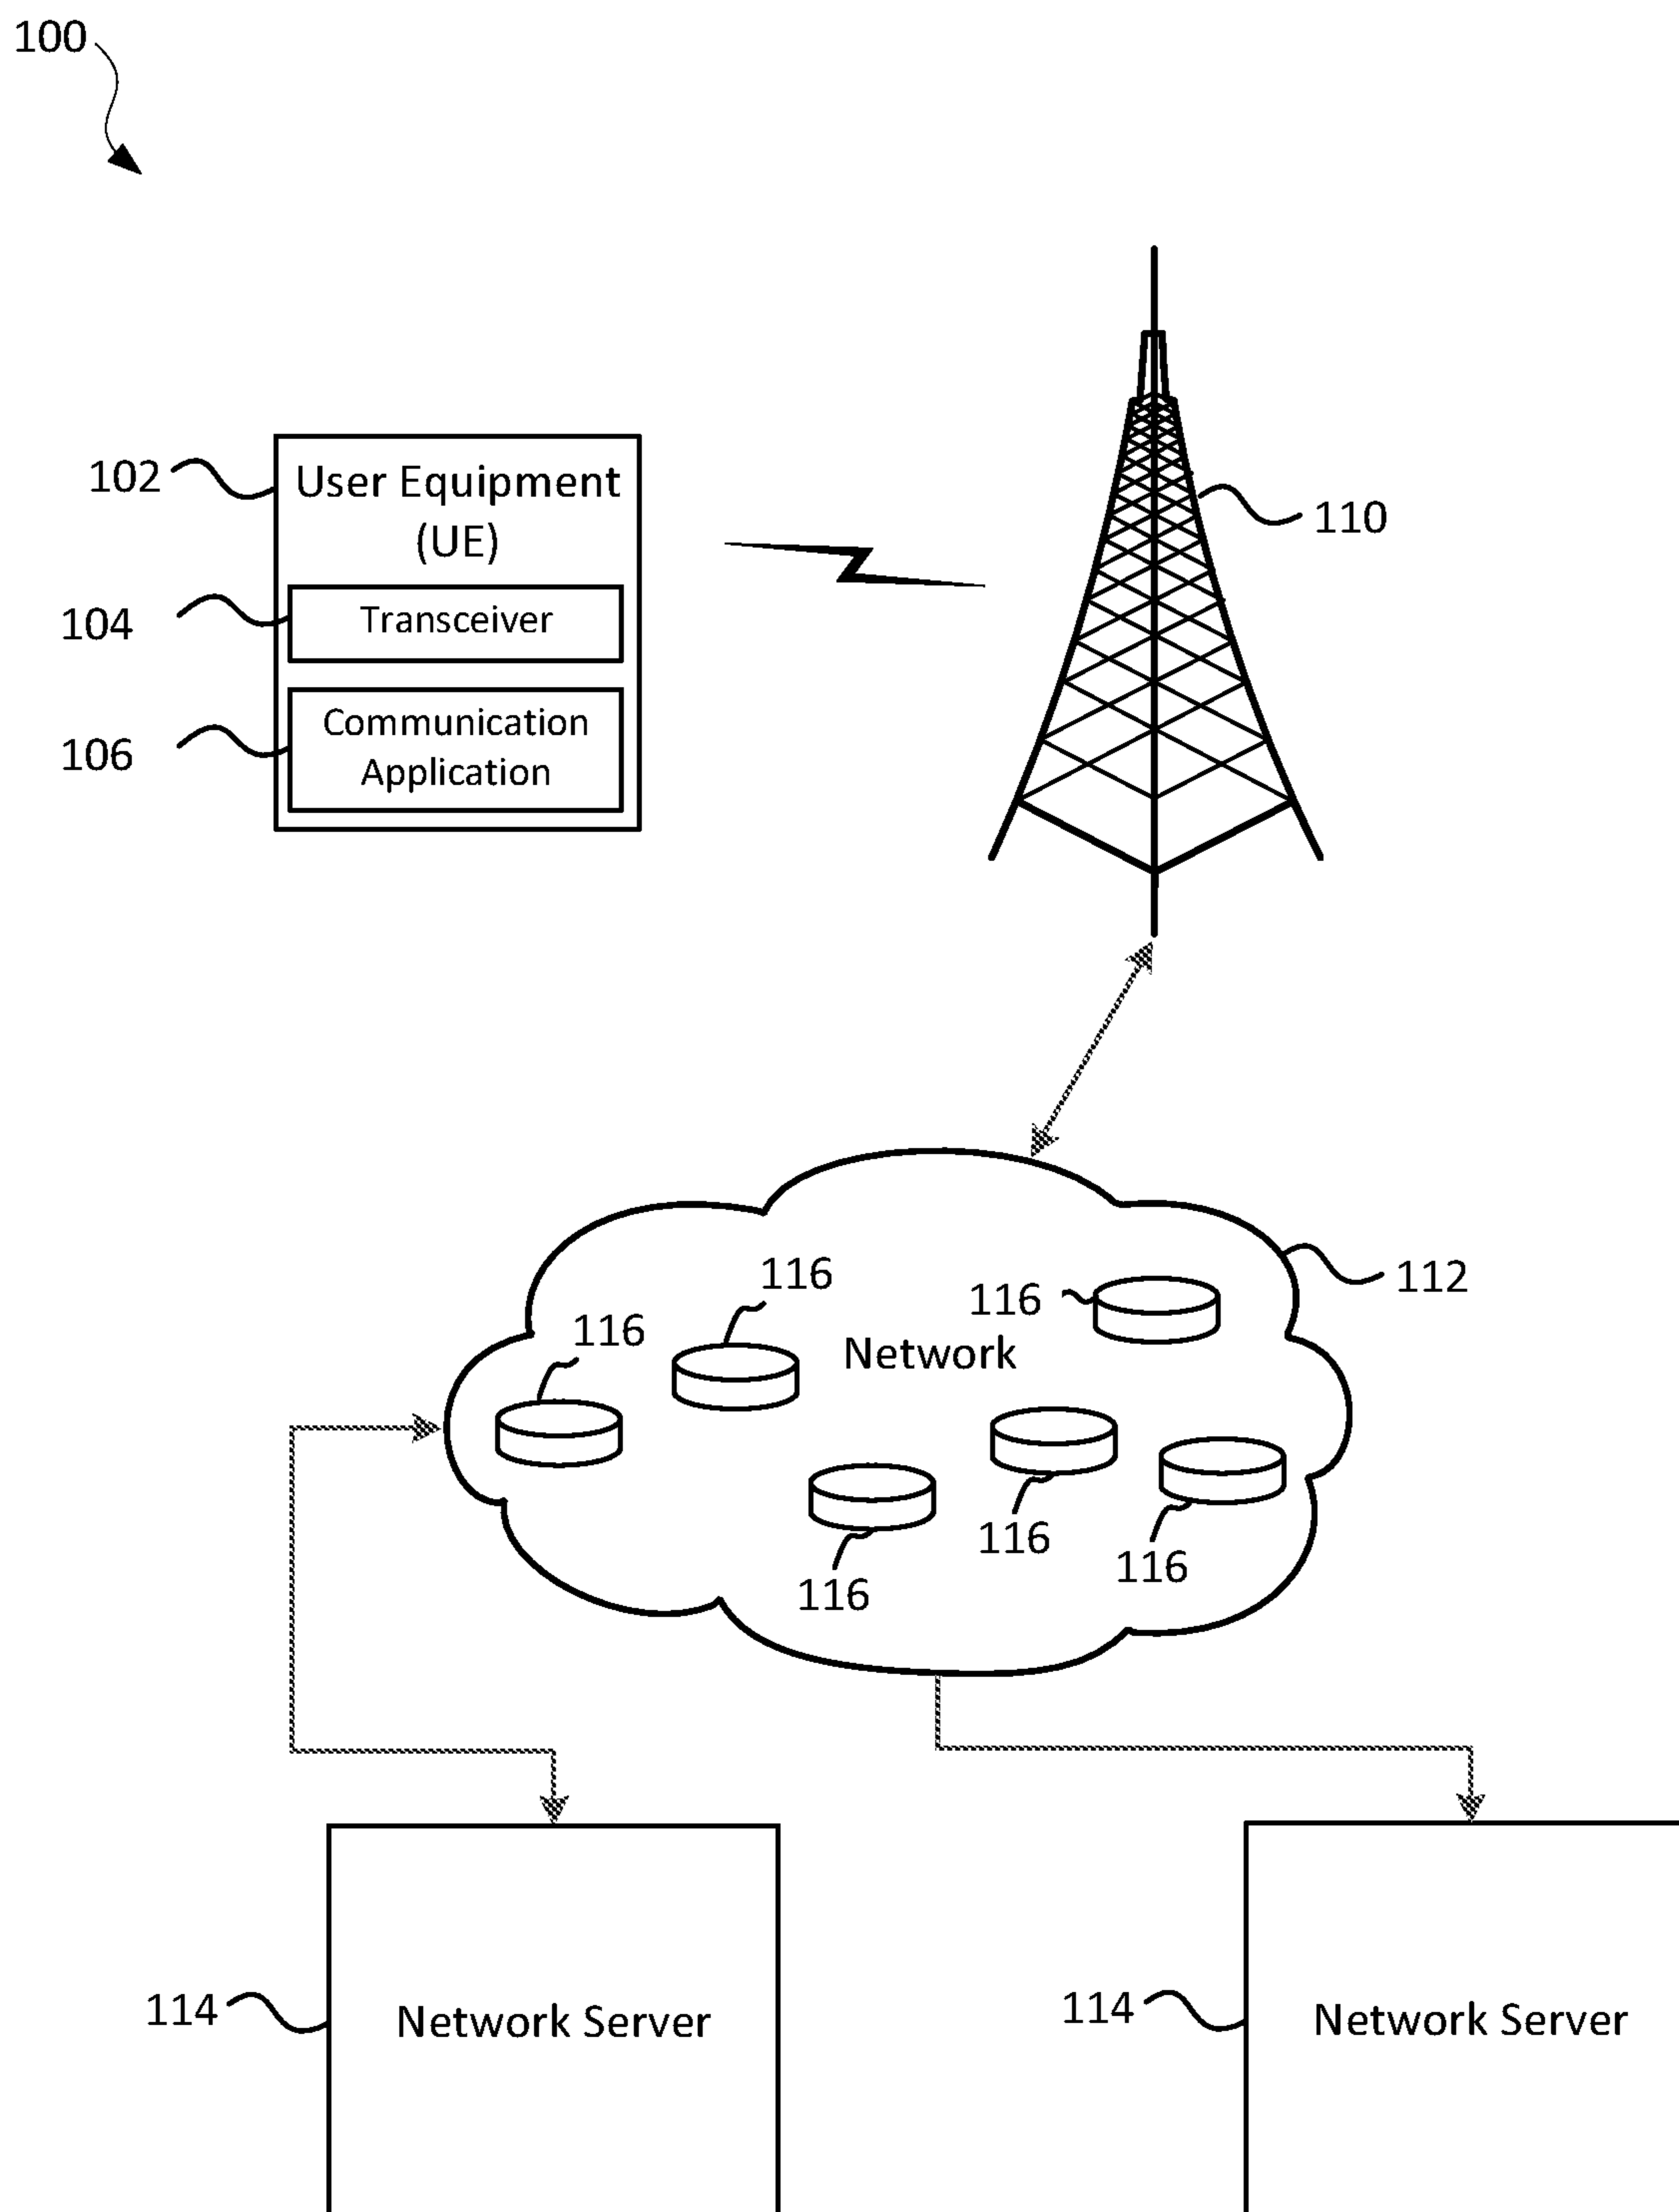 100
102
User Equipment
(UE)
110
104
Transceiver
106
Communication
Application
116
116
116
112
Network
116
116
116
114
Network Server
114
Network Server